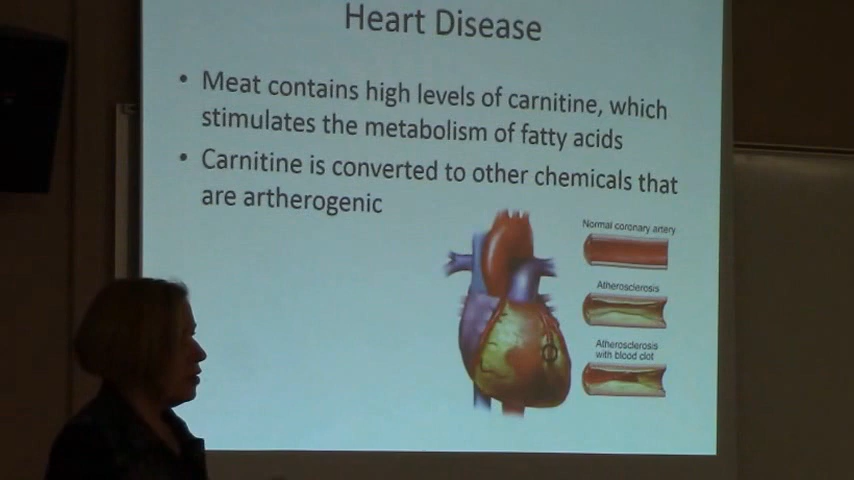 Heart Disease
• Meat contains high levels of carnitine, which
stimulates the metabolism of fatty acids
• Carnitine is converted to other chemicals that
are artherogenic
Normal coronary artery
Atherosclerosis
Atherosclerosis
with blood clot